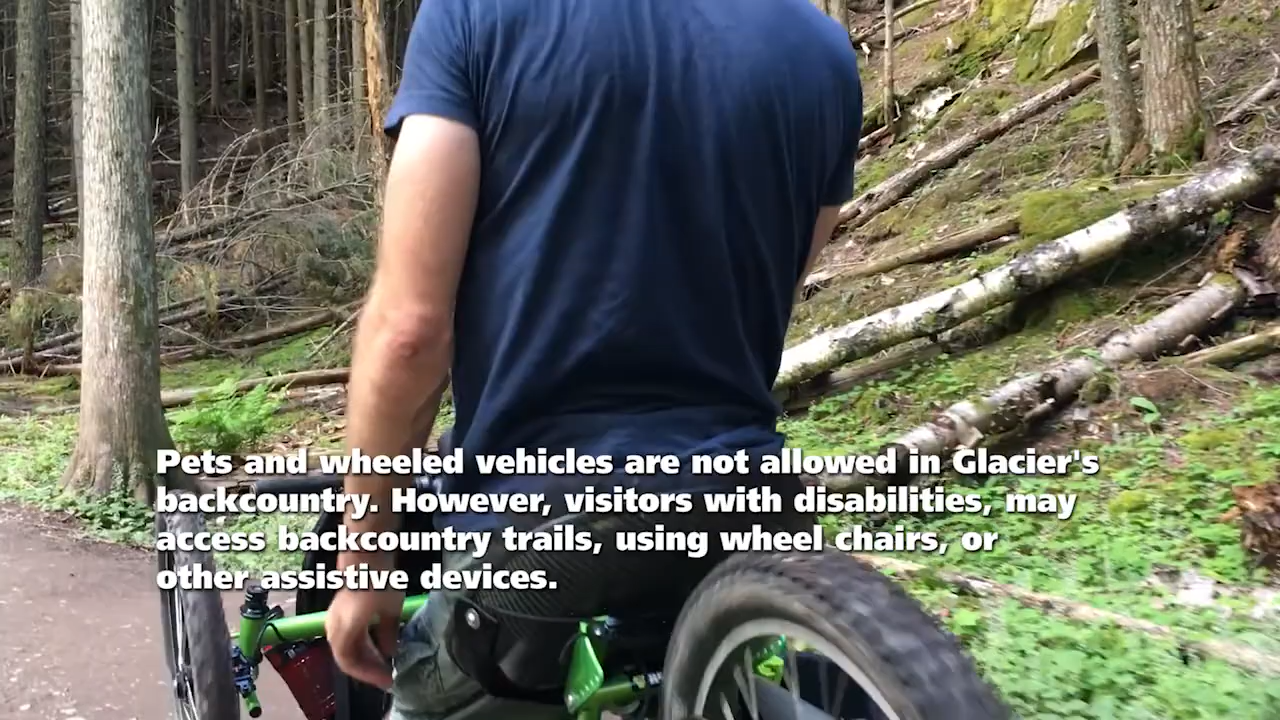 Pets and wheeled vehicles are not allowed in Glacier's
backcountry. However, visitors with disabilities, may
access backcountry trails, using wheel chairs, or
other assistive devices.